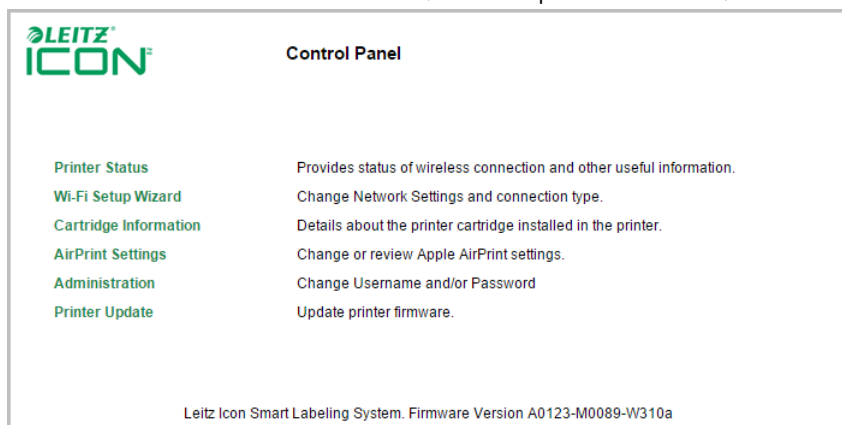 LEITZ
ICON
Control Panel
Printer Status Provides status of wireless connection and other useful information.
Wi-Fi Setup Wizard Change Network Settings and connection type.
Cartridge Information Details about the printer cartridge installed in the printer.
AirPrint Settings Change or review Apple AirPrint settings.
Administration Change Username and/or Password
Printer Update Update printer firmware.
Leitz Icon Smart Labeling System. Firmware Version A0123-M0089-W310a